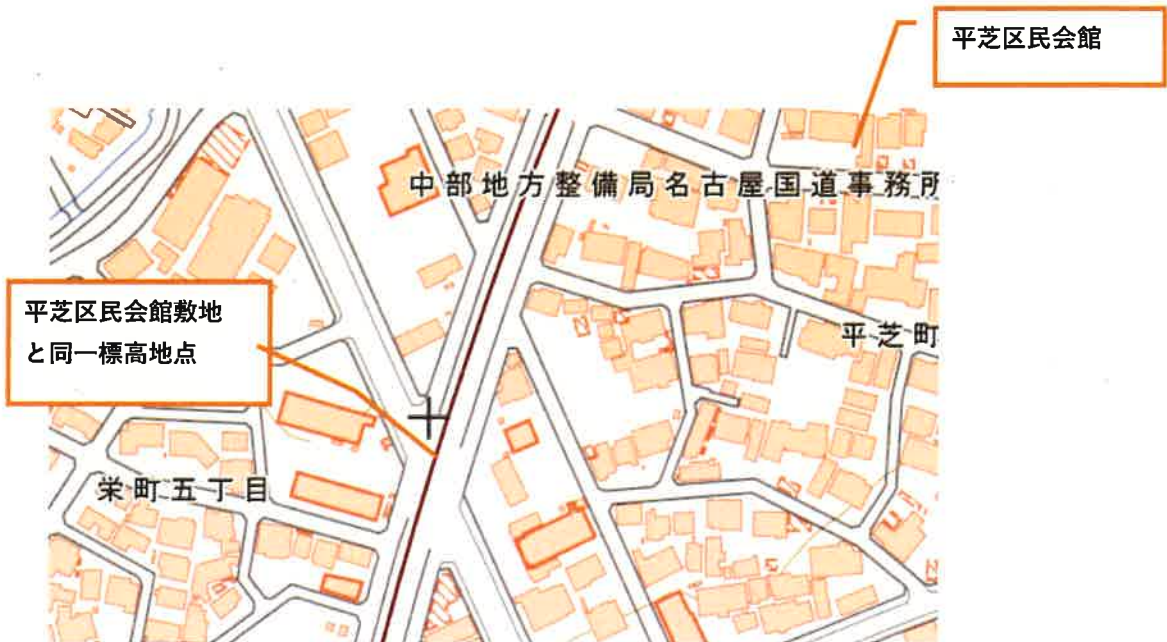 平芝区民会館
中部地方整備局名古屋国道事務所
平芝区民会館敷地
と同一標高地点
平芝町
栄町五丁目